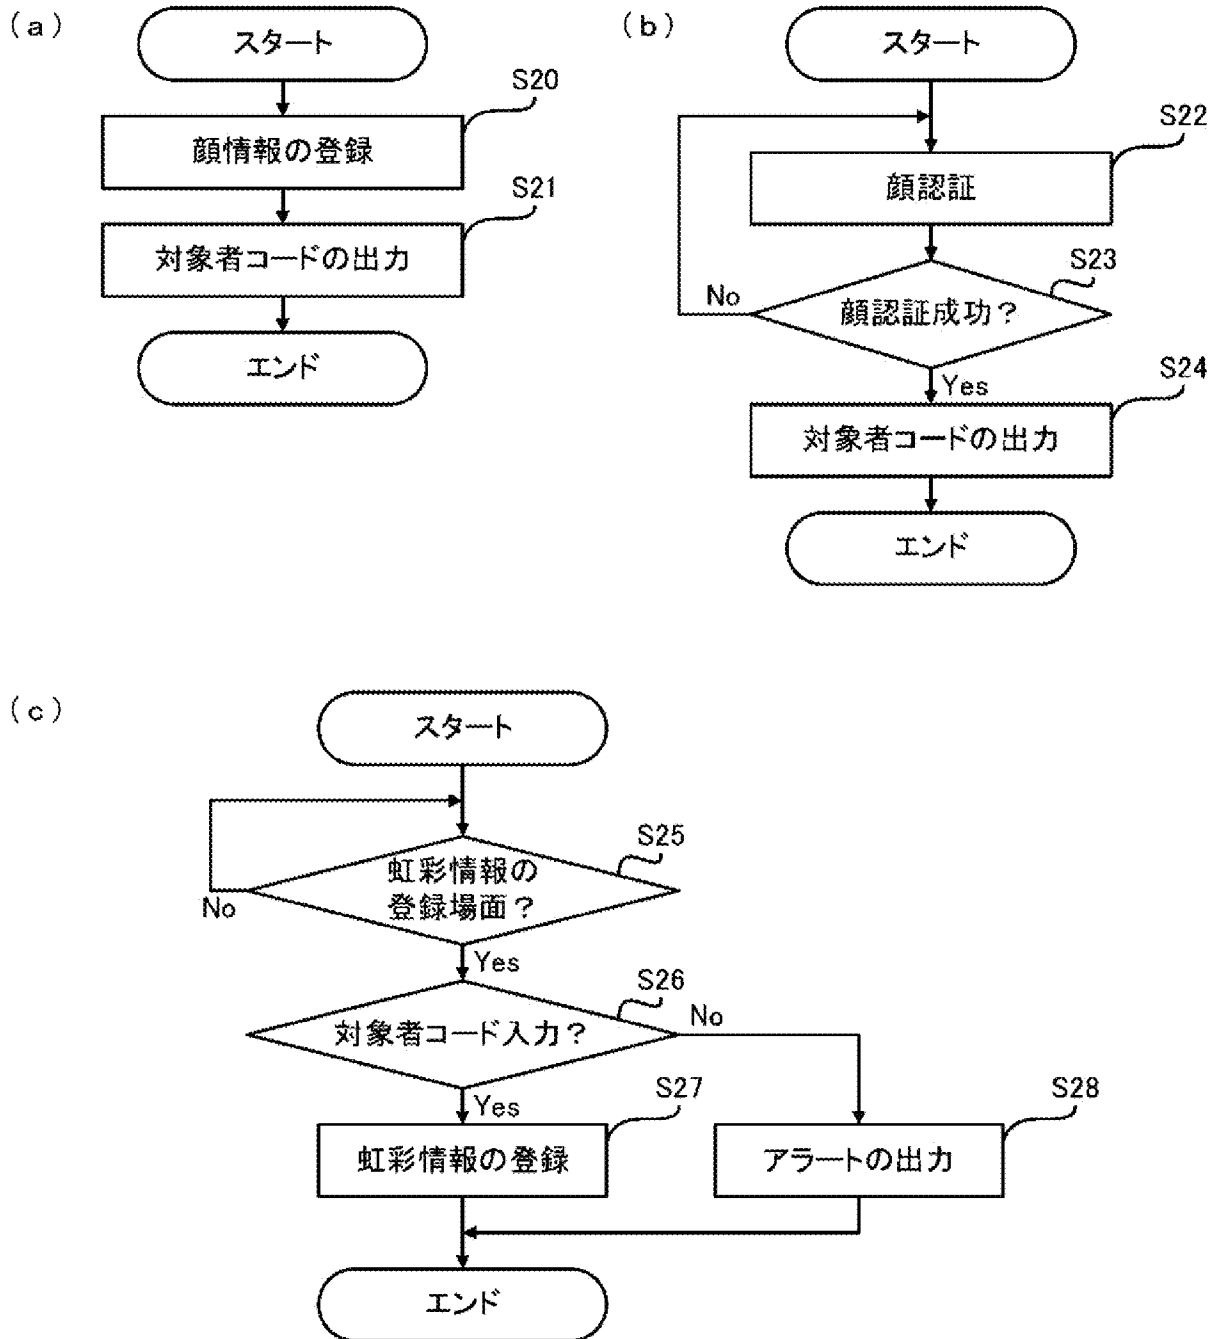 (a)
スタート
S20
顔情報の登録
S21
対象者コードの出力
エンド
(b)
スタート
S22
顔認証
S23
No
顔認証成功？
Yes
S24
対象者コードの出力
エンド
(c)
スタート
S25
虹彩情報の
登録場面？
No
Yes
S26
対象者コード入力？
No
Yes
S27
虹彩情報の登録
S28
アラートの出力
エンド